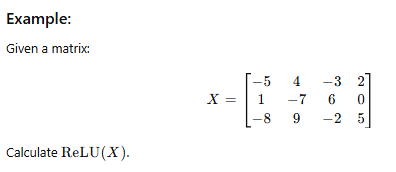 Example:
Given a matrix:
X = [−5 4 −3 2
1 −7 6 0
−8 9 −2 5]
Calculate ReLU(X).